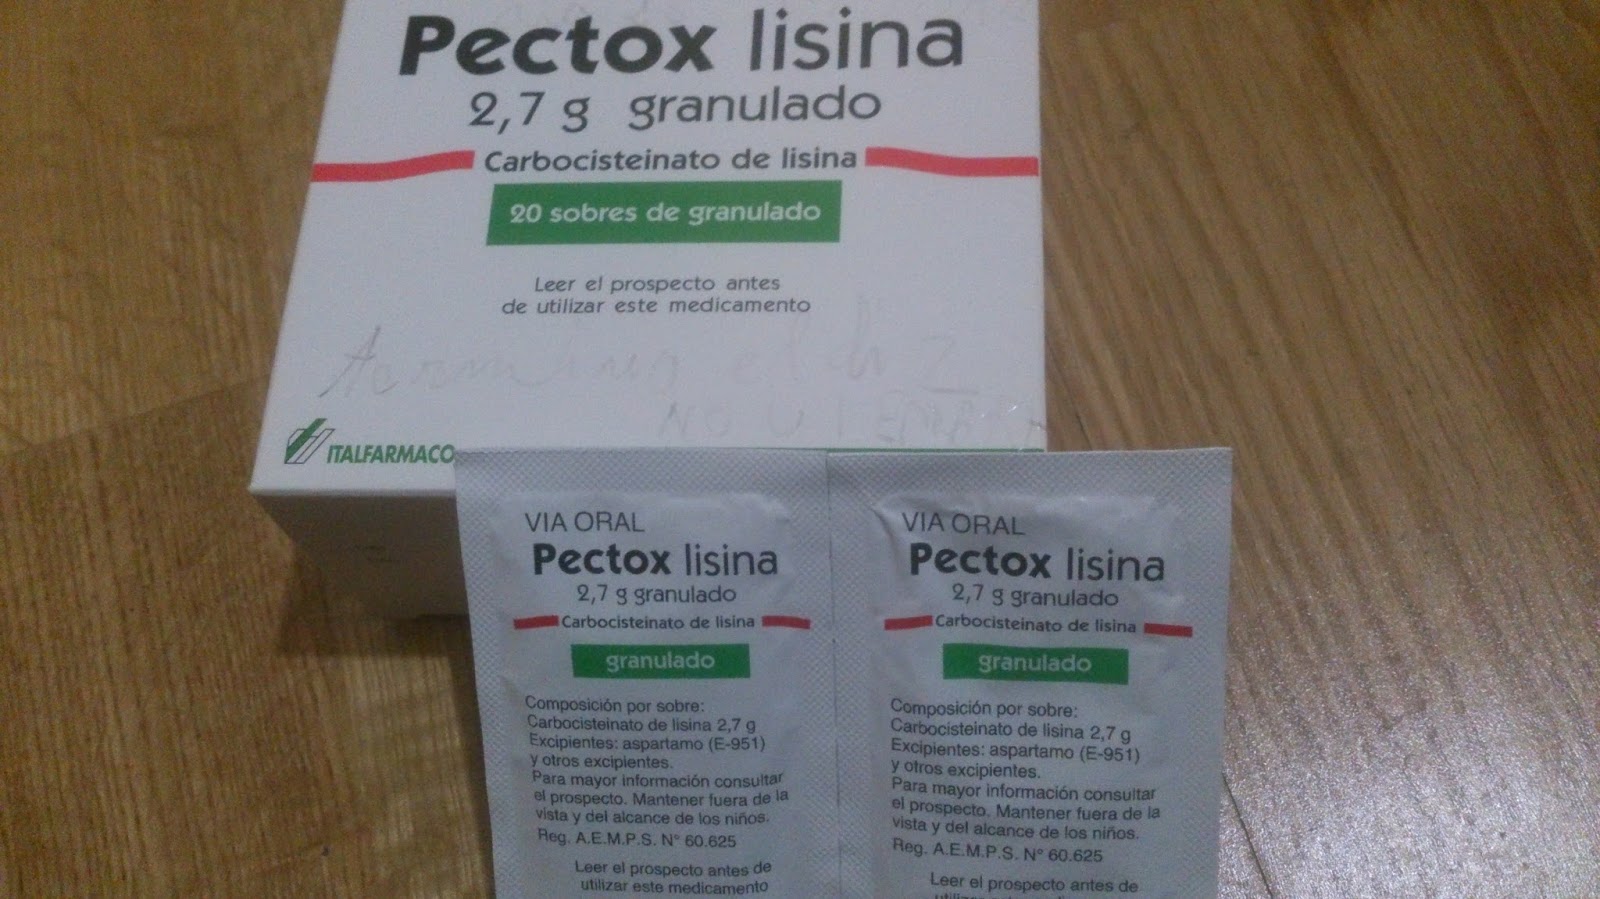 Pectox lisina
2,7 g granulado
Carbocisteinato de lisina
20 sobres de granulado
Leer el prospecto antes
de utilizar este medicamento
ITALFARMACO
VIA ORAL
Pectox lisina
2,7 g granulado
Carbocisteinato de lisina
granulado
Composición por sobre:
Carbocisteinato de lisina 2,7 g
Excipientes: aspartamo (E-951)
y otros excipientes.
Para mayor información consultar
el prospecto. Mantener fuera de la
vista y del alcance de los niños.
Reg. A.E.M.P.S. N° 60.625
Leer el prospecto antes de
utilizar este medicamento
VIA ORAL
Pectox lisina
2,7 g granulado
Carbocisteinato de lisina
granulado
Composición por sobre:
Carbocisteinato de lisina 2,7 g
Excipientes: aspartamo (E-951)
y otros excipientes.
Para mayor información consultar
el prospecto. Mantener fuera de la
vista y del alcance de los niños.
Reg. A.E.M.P.S. N° 60.625
Leer el prospecto antes de